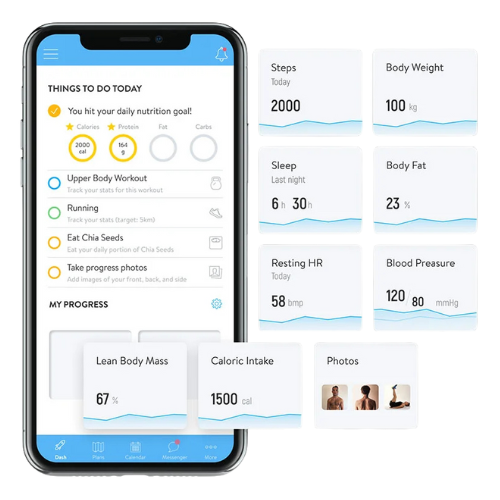 THINGS TO DO TODAY
You hit your daily nutrition goal!
Calories
Protein
Fat
Carbs
2000
cal
164
g
Upper Body Workout
Track your stats for this workout
Running
Track your stats (target: 5km)
Eat Chia Seeds
Eat your daily portion of Chia Seeds
Take progress photos
Add images of your front, back, and side
MY PROGRESS
Steps
Today
2000
Body Weight
100 kg
Sleep
Last night
6 h 30 h
Body Fat
23 %
Resting HR
Today
58 bmp
Blood Preasure
120 / 80 mmHg
Lean Body Mass
67 %
Caloric Intake
1500 cal
Photos
Dash
Plans
Calendar
Messenger
More